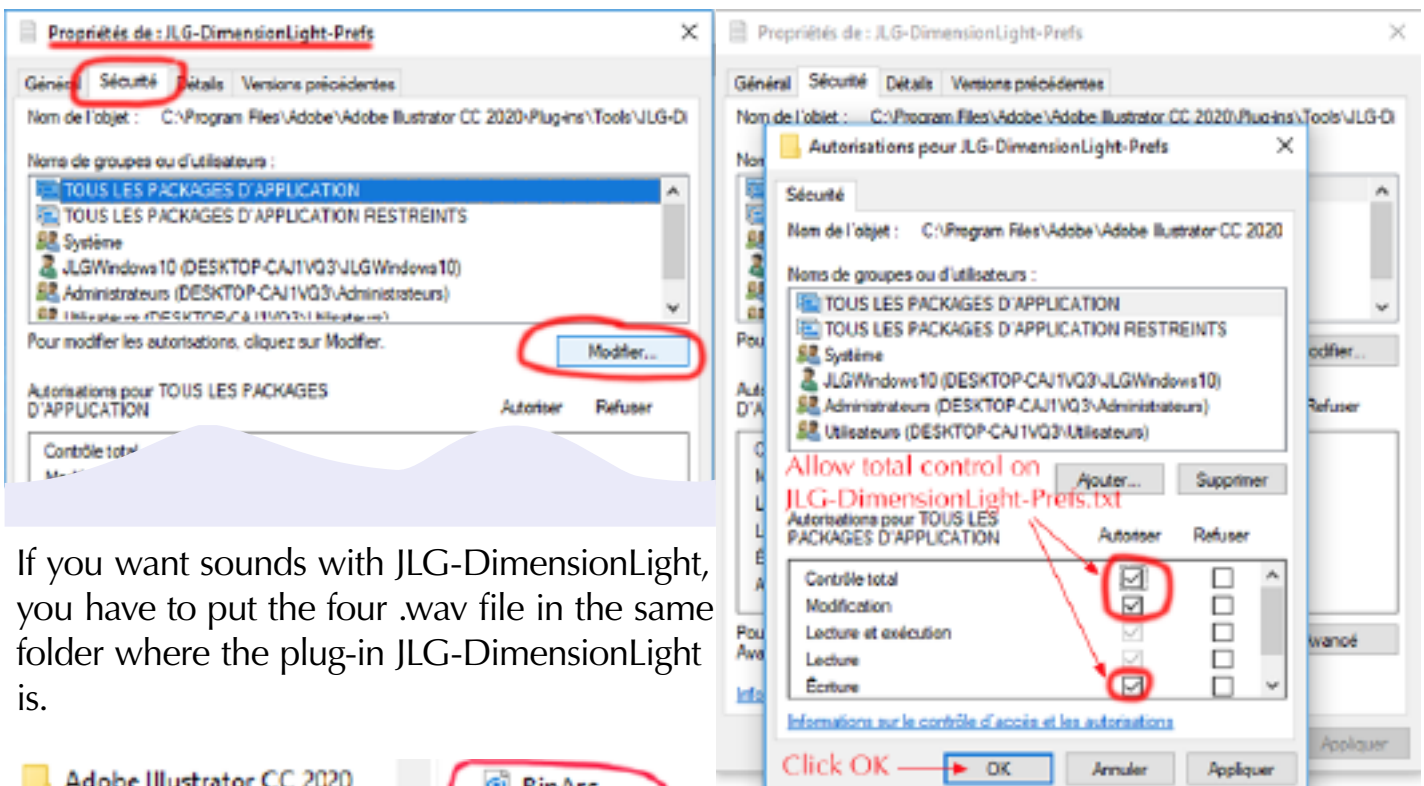 Propriétés de : JLG-DimensionLight-Prefs
Général Sécurité Détails Versions précédentes
Nom de l'objet : C:\Program Files\Adobe\Adobe Illustrator CC 2020\Plug-ins\Tools\JLG-Di
Noms de groupes ou d'utilisateurs :
TOUS LES PACKAGES D'APPLICATION
TOUS LES PACKAGES D'APPLICATION RESTREINTS
Système
JLGWindows10 (DESKTOP-CAJ1VQ3\JLGWindows10)
Administrateurs (DESKTOP-CAJ1VQ3\Administrateurs)
Utilisateurs (DESKTOP-CAJ1VQ3\Utilisateurs)
Pour modifier les autorisations, cliquez sur Modifier.
Modifier...
Autorisations pour TOUS LES PACKAGES
D'APPLICATION
Autoriser Refuser
Contrôle total
If you want sounds with JLG-DimensionLight,
you have to put the four .wav file in the same
folder where the plug-in JLG-DimensionLight
is.
Adobe Illustrator CC 2020
Propriétés de : JLG-DimensionLight-Prefs
Général Sécurité Détails Versions précédentes
Nom de l'objet : C:\Program Files\Adobe\Adobe Illustrator CC 2020\Plug-ins\Tools\JLG-Di
Autorisations pour JLG-DimensionLight-Prefs
Sécurité
Nom de l'objet : C:\Program Files\Adobe\Adobe Illustrator CC 2020
Noms de groupes ou d'utilisateurs :
TOUS LES PACKAGES D'APPLICATION
TOUS LES PACKAGES D'APPLICATION RESTREINTS
Système
JLGWindows10 (DESKTOP-CAJ1VQ3\JLGWindows10)
Administrateurs (DESKTOP-CAJ1VQ3\Administrateurs)
Utilisateurs (DESKTOP-CAJ1VQ3\Utilisateurs)
Allow total control on
JLG-DimensionLight-Prefs.txt
Ajouter... Supprimer
Autorisations pour TOUS LES
PACKAGES D'APPLICATION
Autoriser Refuser
Contrôle total
Modification
Lecture et exécution
Lecture
Écriture
Informations sur le contrôle d'accès et les autorisations
Click OK
OK Annuler Appliquer
Refuser
Appliquer